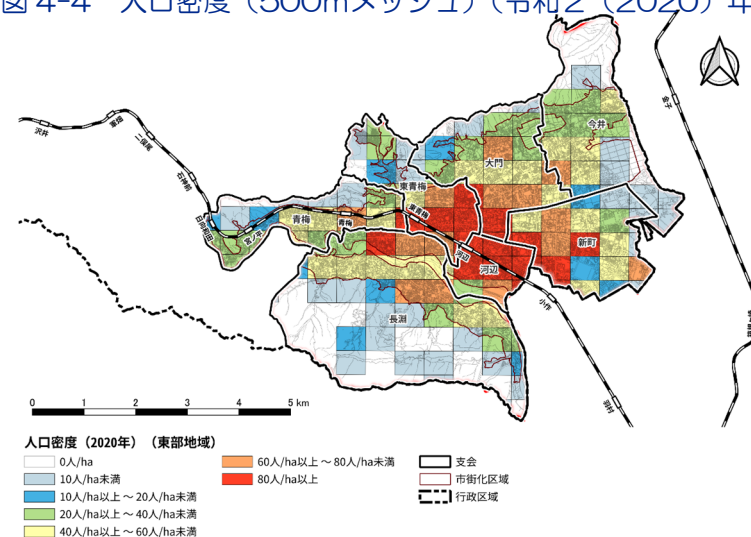 図 4-4 人口密度（500mメッシュ）（令和2（2020）年
金子
沢井
軍畑
二俣尾
石神前
日向和田
宮ノ平
青梅
青梅
東青梅
東青梅
大門
今井
新町
河辺
河辺
長淵
小作
羽村
0 1 2 3 4 5 km
人口密度（2020年）（東部地域）
0人/ha
10人/ha未満
10人/ha以上 ～ 20人/ha未満
20人/ha以上 ～ 40人/ha未満
40人/ha以上 ～ 60人/ha未満
60人/ha以上 ～ 80人/ha未満
80人/ha以上
支会
市街化区域
行政区域